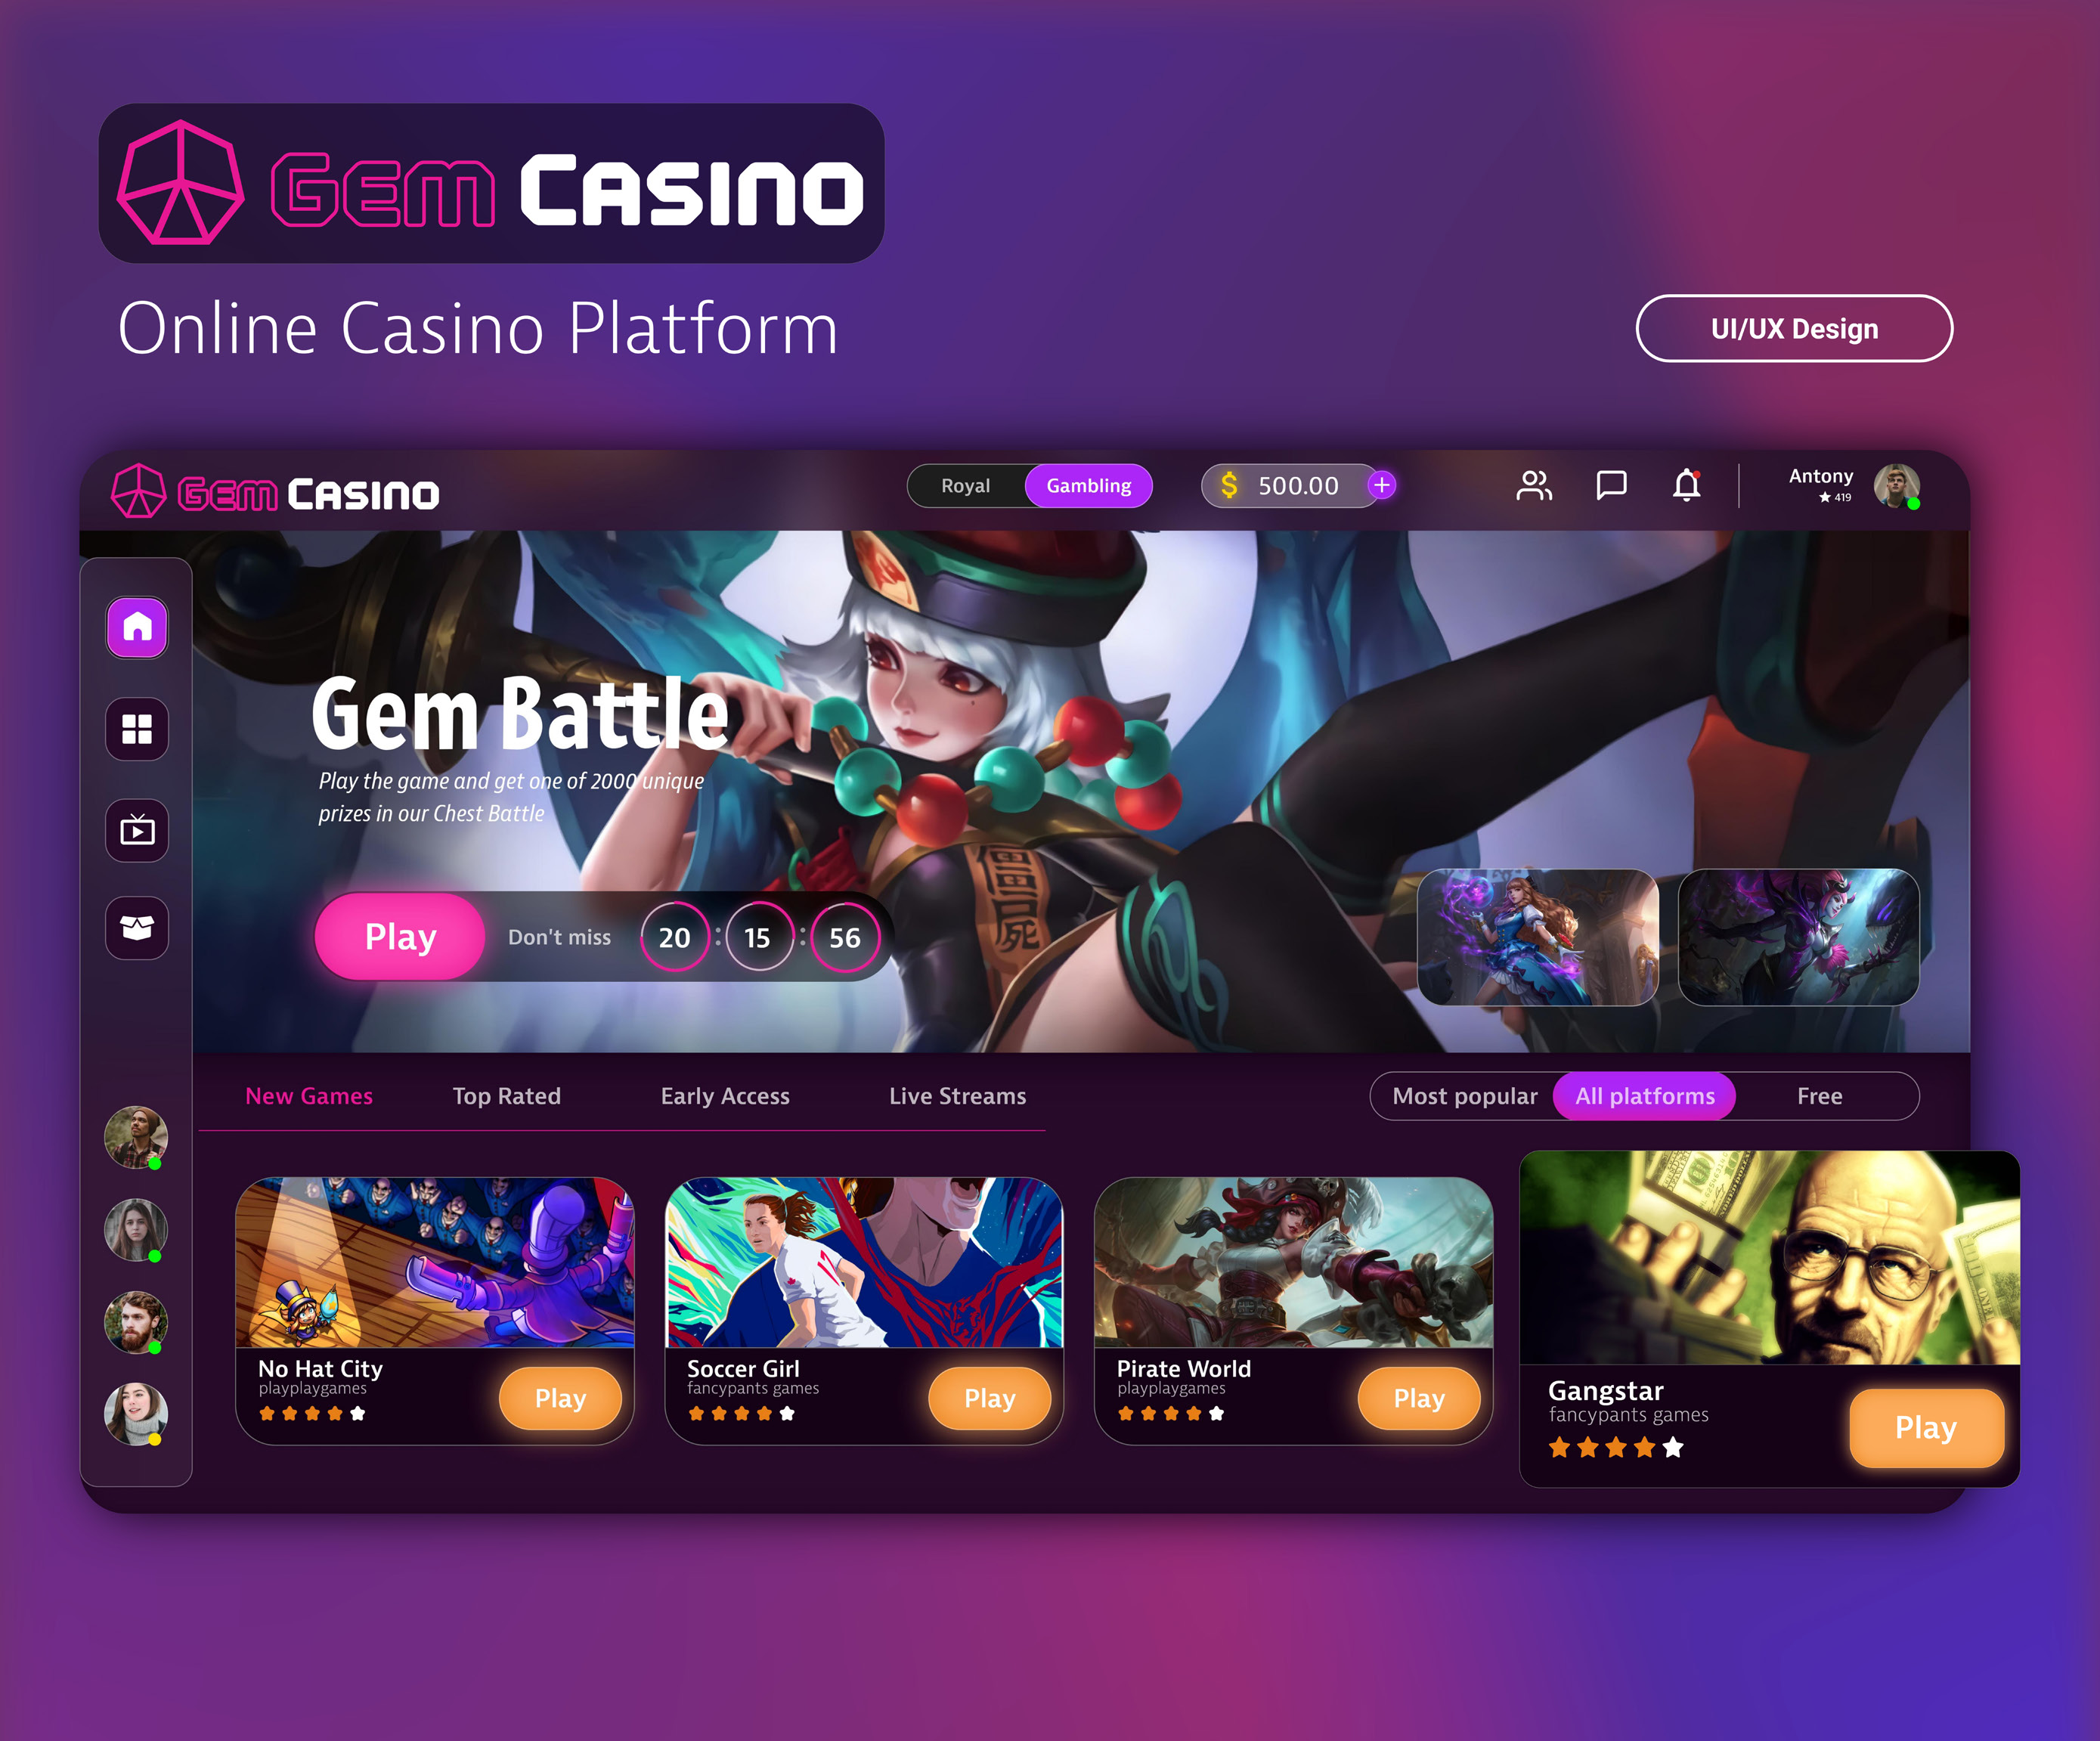 Gem Casino
Online Casino Platform
UI/UX Design
Gem Casino
Royal
Gambling
$ 500.00 +
Antony
★ 419
Gem Battle
Play the game and get one of 2000 unique
prizes in our Chest Battle
僵屍
Play
Don't miss
20 : 15 : 56
New Games
Top Rated
Early Access
Live Streams
Most popular
All platforms
Free
No Hat City
playplaygames
Play
Soccer Girl
fancypants games
Play
Pirate World
playplaygames
Play
100
Gangstar
fancypants games
Play